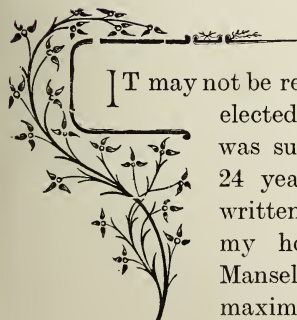 IT may not be re
elected
was su
24 yea
written
my ho
Mansel
maxim